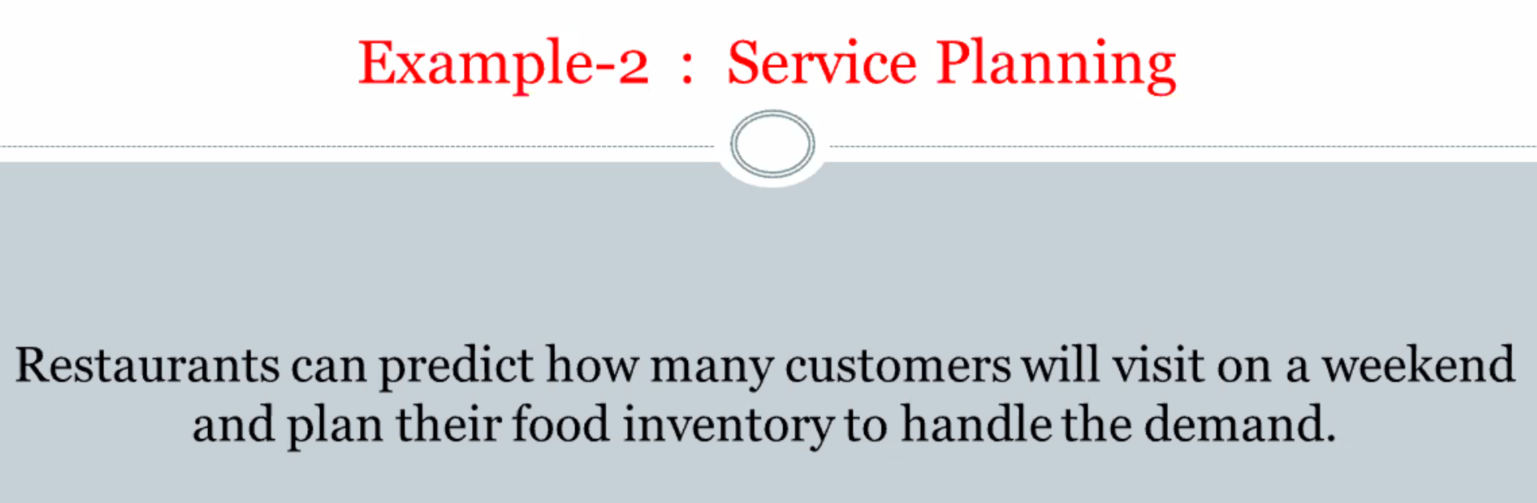 Example-2 : Service Planning
Restaurants can predict how many customers will visit on a weekend
and plan their food inventory to handle the demand.